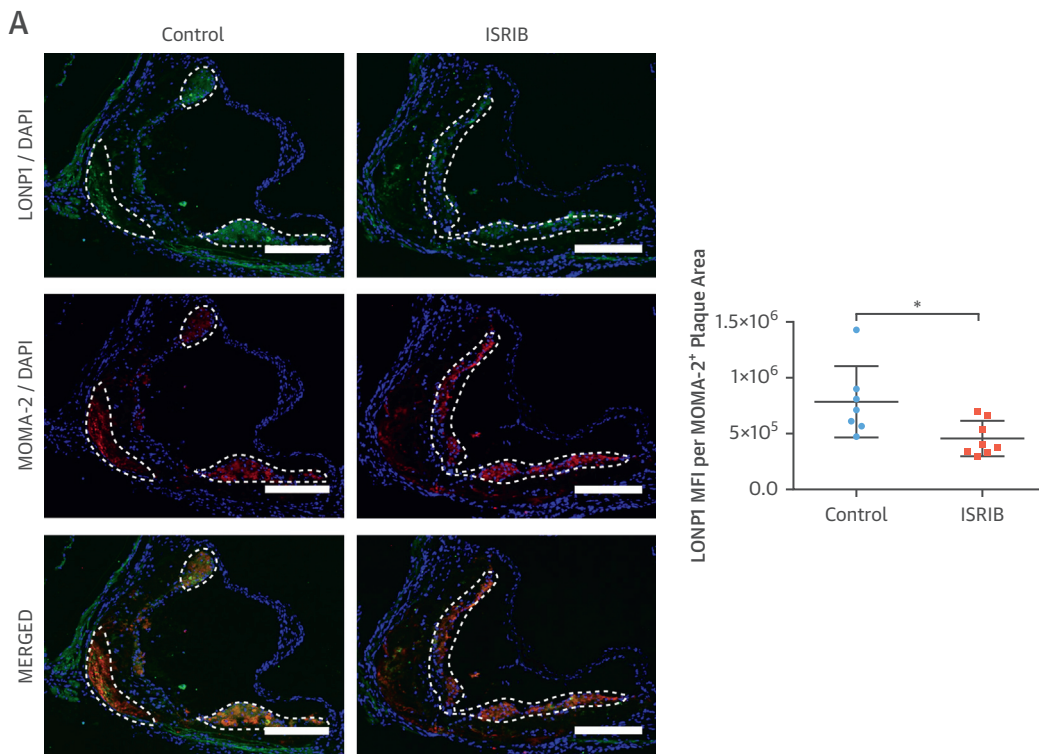 A
Control
ISRIB
LONP1 / DAPI
MOMA-2 / DAPI
MERGED
LONP1 MFI per MOMA-2⁺ Plaque Area
*
1.5×10⁶
1×10⁶
5×10⁵
0.0
Control
ISRIB